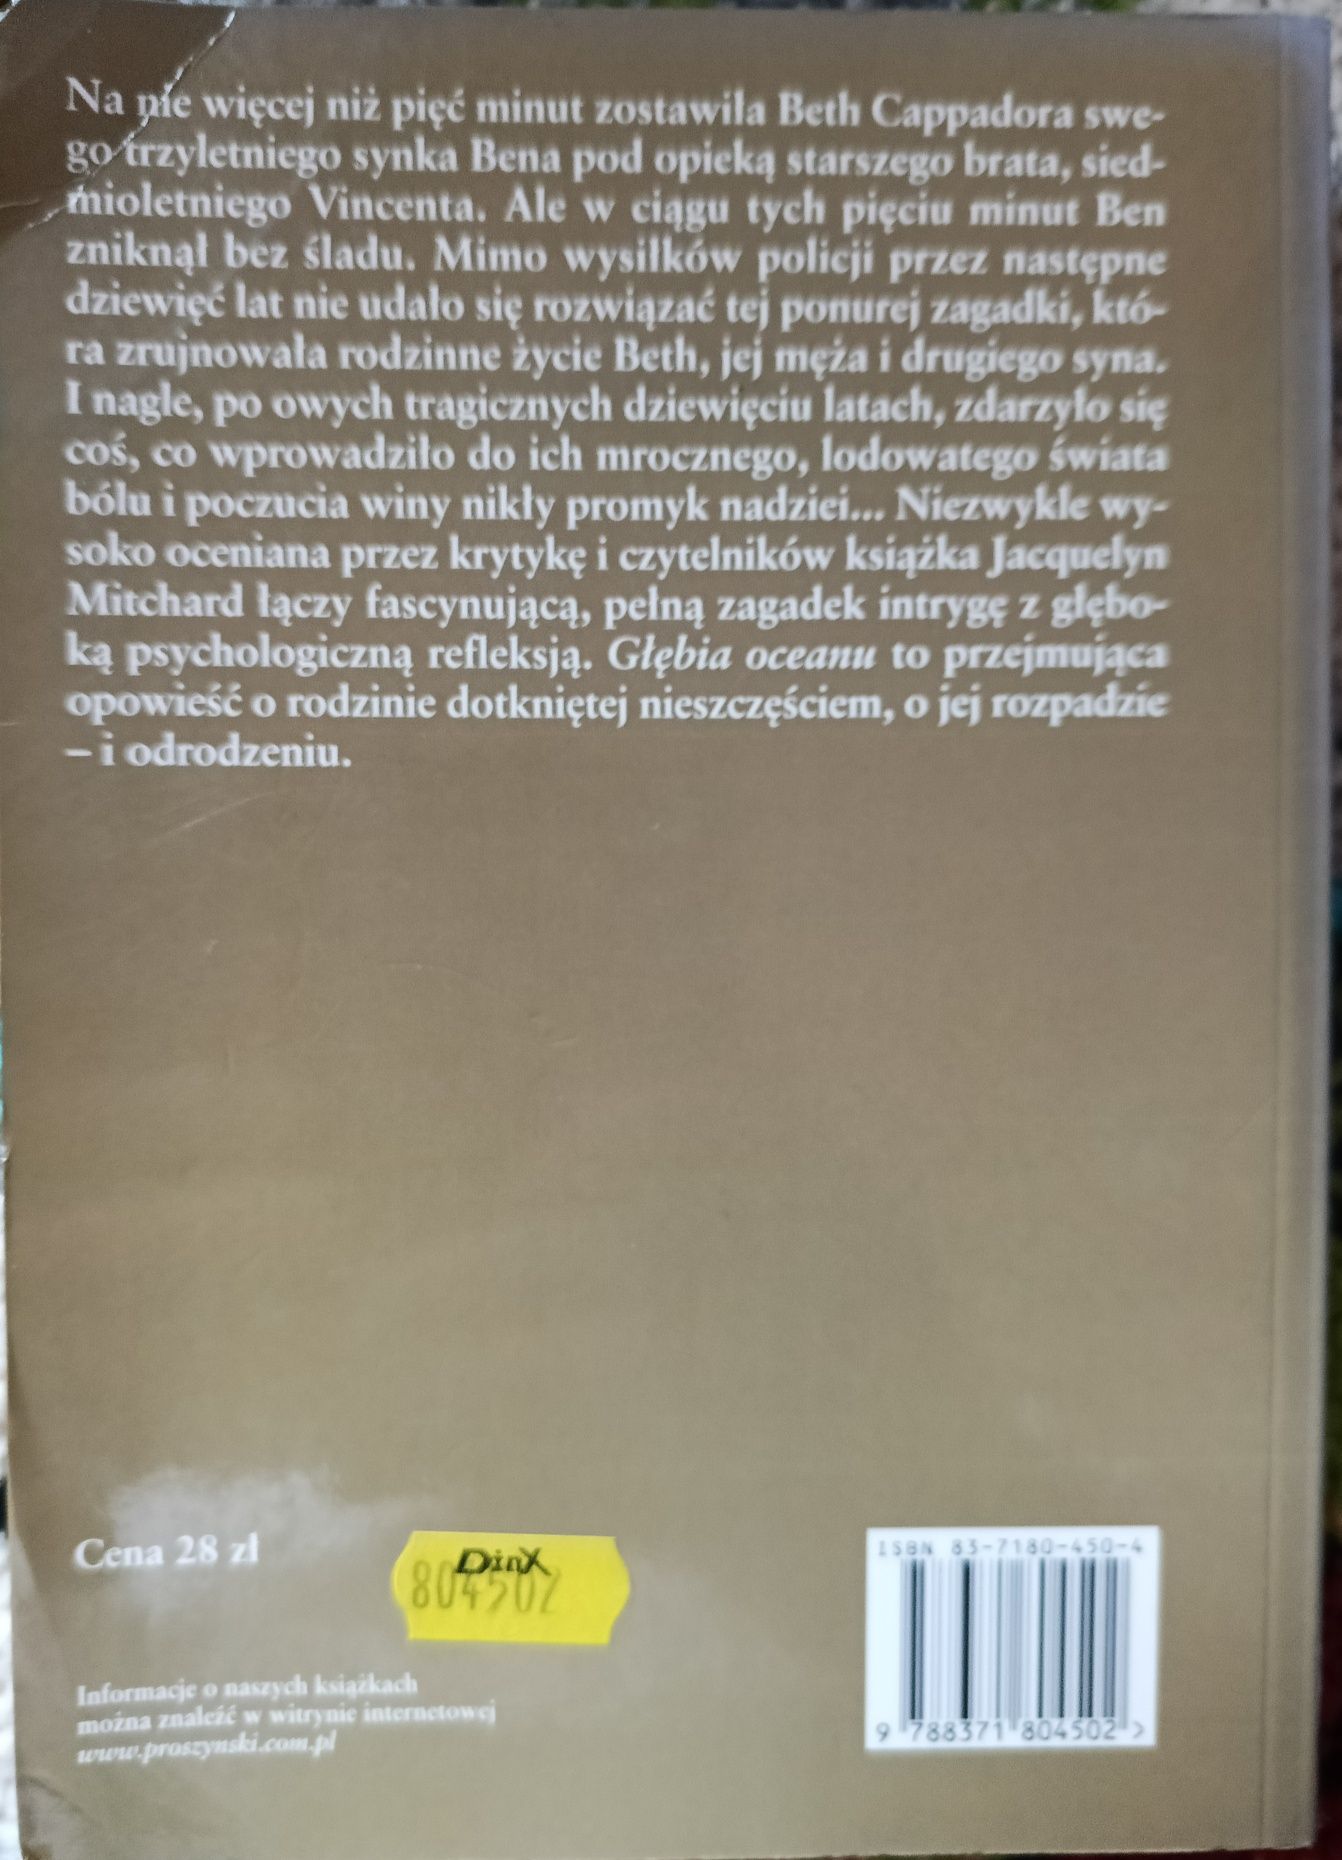 Na nie więcej niż pięć minut zostawiła Beth Cappadora swe-
go trzyletniego synka Bena pod opieką starszego brata, sied-
mioletniego Vincenta. Ale w ciągu tych pięciu minut Ben
zniknął bez śladu. Mimo wysiłków policji przez następne
dziewięć lat nie udało się rozwiązać tej ponurej zagadki, któ-
ra zrujnowała rodzinne życie Beth, jej męża i drugiego syna.
I nagle, po owych tragicznych dziewięciu latach, zdarzyło się
coś, co wprowadziło do ich mrocznego, lodowatego świata
bólu i poczucia winy nikły promyk nadziei... Niezwykle wy-
soko oceniana przez krytykę i czytelników książka Jacquelyn
Mitchard łączy fascynującą, pełną zagadek intrygę z głębo-
ką psychologiczną refleksją. Głębia oceanu to przejmująca
opowieść o rodzinie dotkniętej nieszczęściem, o jej rozpadzie
– i odrodzeniu.
Cena 28 zł
DinX
804502
ISBN 83-7180-450-4
9 788371 804502 >
Informacje o naszych książkach
można znaleźć w witrynie internetowej
www.proszynski.com.pl